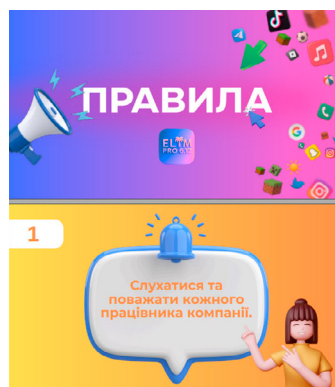 ПРАВИЛА
1
Слухатися та
поважати кожного
працівника компанії.